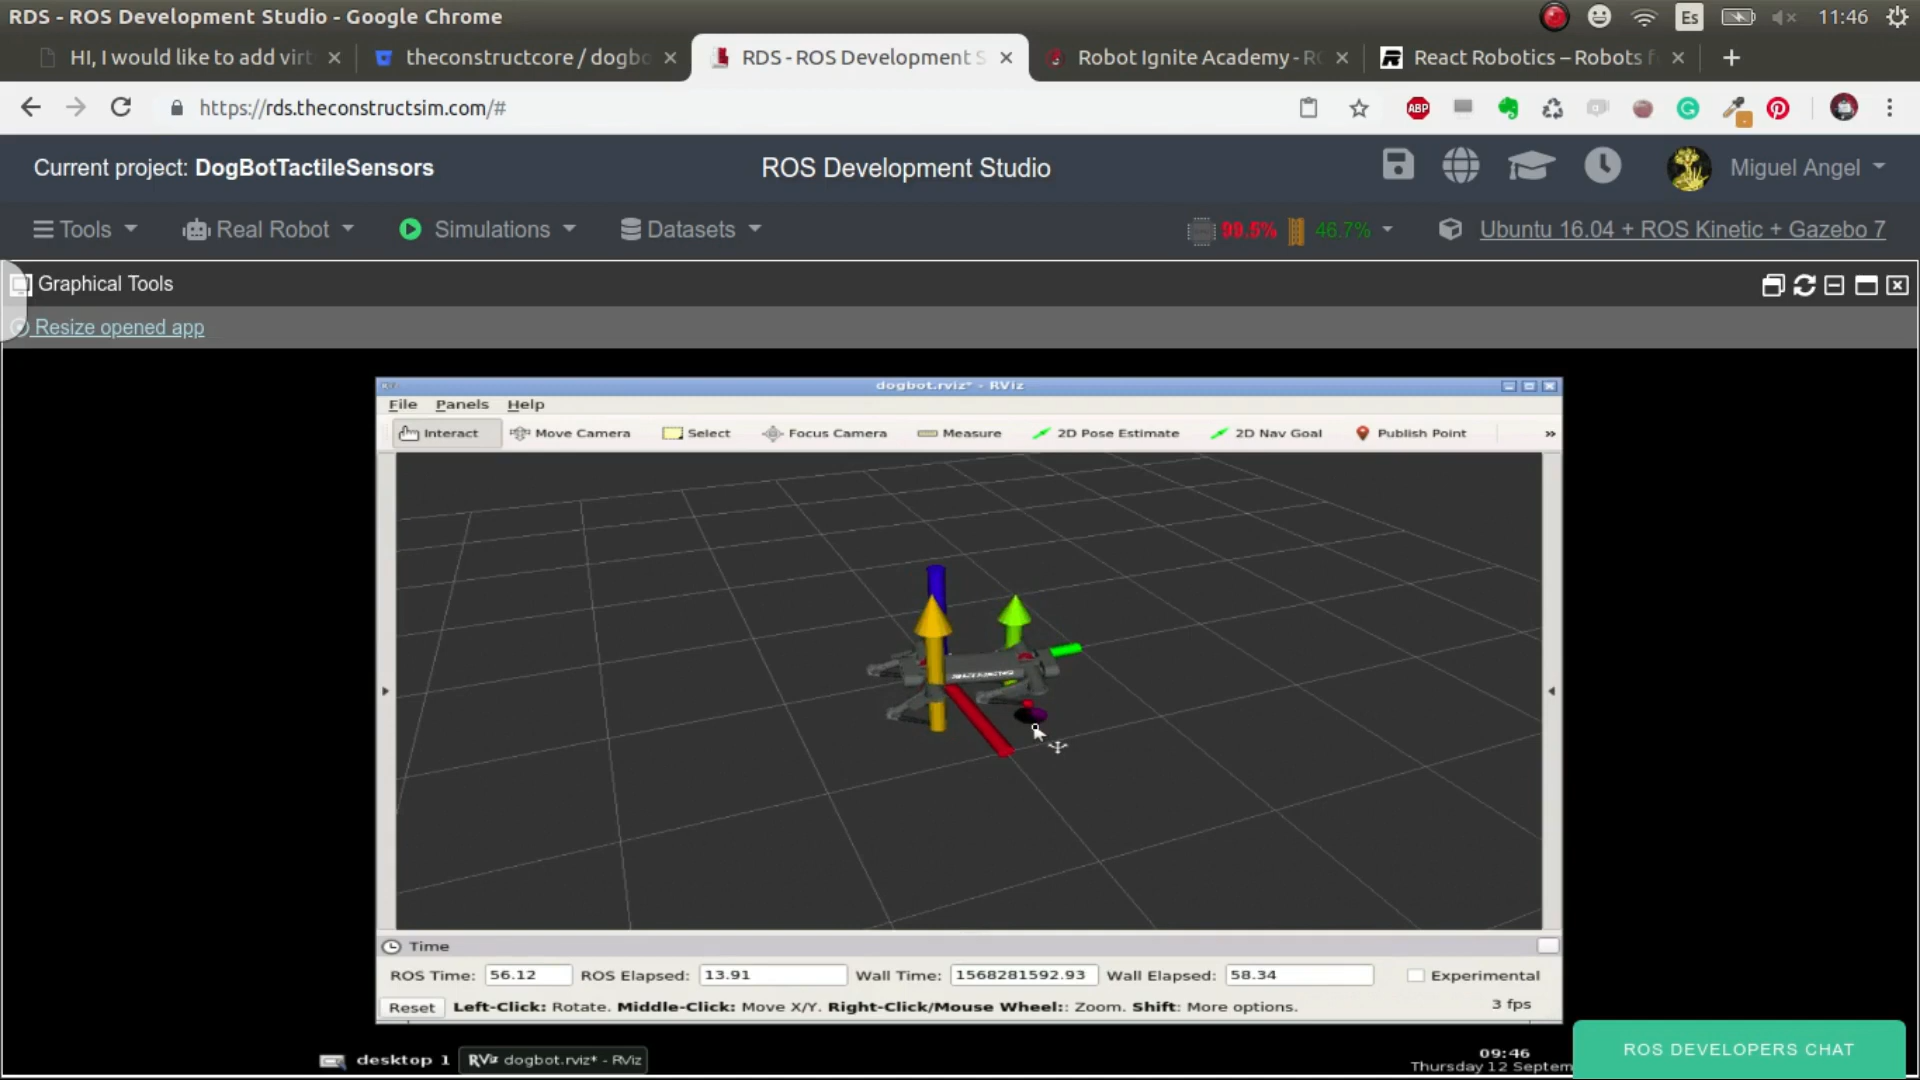 RDS - ROS Development Studio - Google Chrome
Es
11:46
HI, I would like to add virt
theconstructcore / dogbo
RDS - ROS Development S
Robot Ignite Academy - RO
React Robotics – Robots f
https://rds.theconstructsim.com/#
ABP
Current project: DogBotTactileSensors
ROS Development Studio
Miguel Angel
Tools
Real Robot
Simulations
Datasets
99.5%
46.7%
Ubuntu 16.04 + ROS Kinetic + Gazebo 7
Graphical Tools
Resize opened app
dogbot.rviz* - RViz
File Panels Help
Interact
Move Camera
Select
Focus Camera
Measure
2D Pose Estimate
2D Nav Goal
Publish Point
»
Time
ROS Time: 56.12
ROS Elapsed: 13.91
Wall Time: 1568281592.93
Wall Elapsed: 58.34
Experimental
Reset
Left-Click: Rotate. Middle-Click: Move X/Y. Right-Click/Mouse Wheel:: Zoom. Shift: More options.
3 fps
desktop 1
RViz dogbot.rviz* - RViz
09:46
Thursday 12 Septem
ROS DEVELOPERS CHAT